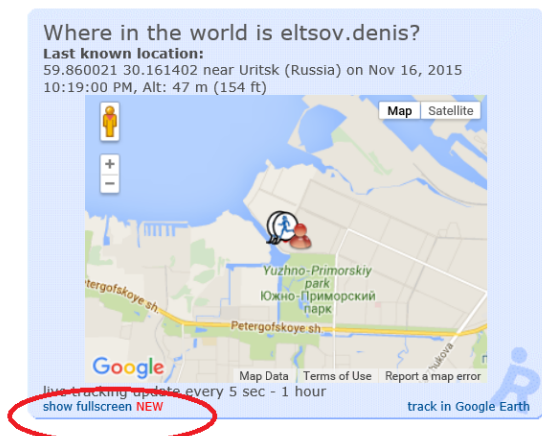 Where in the world is eltsov.denis?
Last known location:
59.860021 30.161402 near Uritsk (Russia) on Nov 16, 2015
10:19:00 PM, Alt: 47 m (154 ft)
Map Satellite
+
−
Yuzhno-Primorskiy
park
Южно-Приморский
парк
tergofskoye sh.
Petergofskoye sh
bukova
Google
Map Data Terms of Use Report a map error
live tracking update every 5 sec - 1 hour
show fullscreen NEW
track in Google Earth